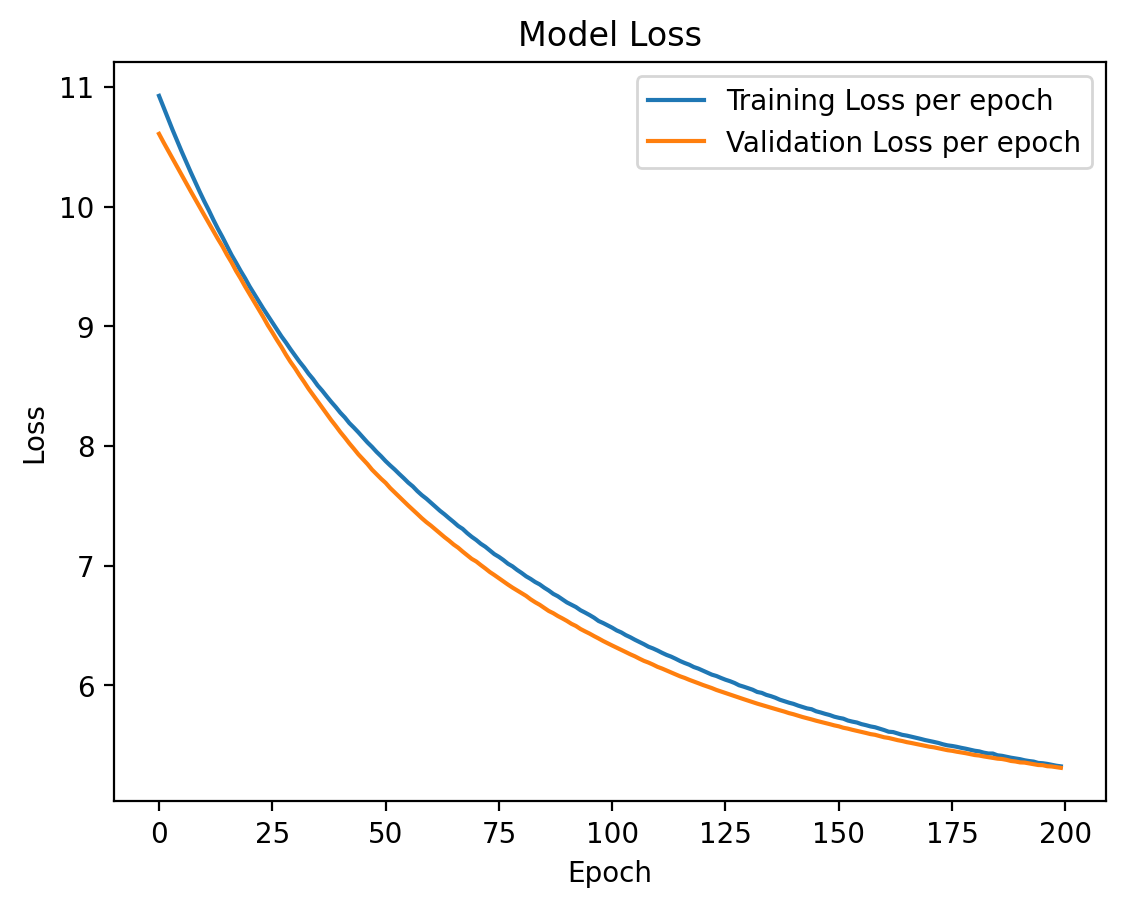 Model Loss
Training Loss per epoch
Validation Loss per epoch
11
10
9
8
7
6
Loss
0 25 50 75 100 125 150 175 200
Epoch